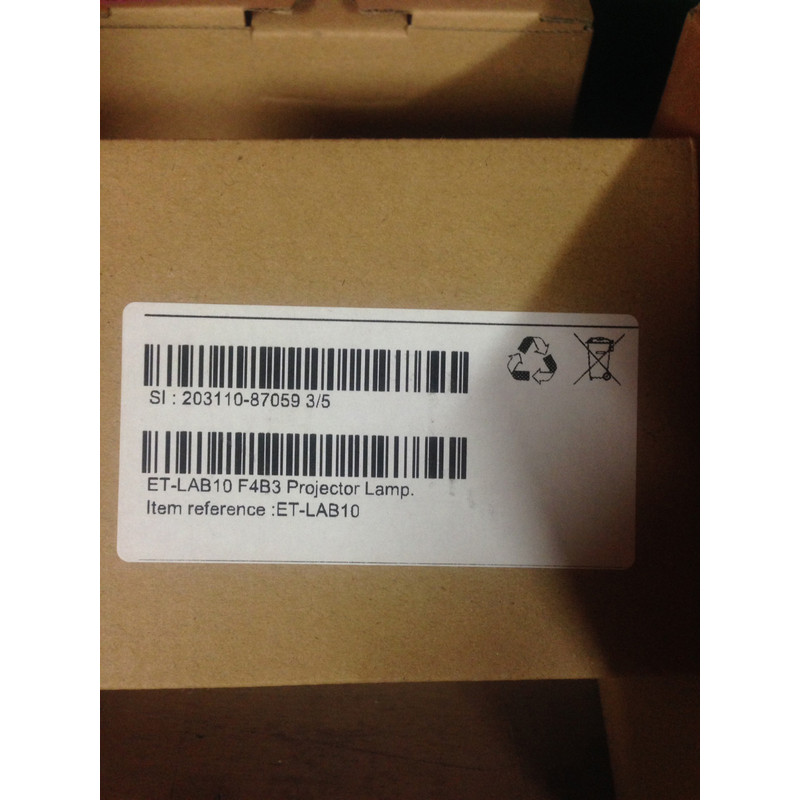 SI : 203110-87059 3/5
ET-LAB10 F4B3 Projector Lamp.
Item reference :ET-LAB10